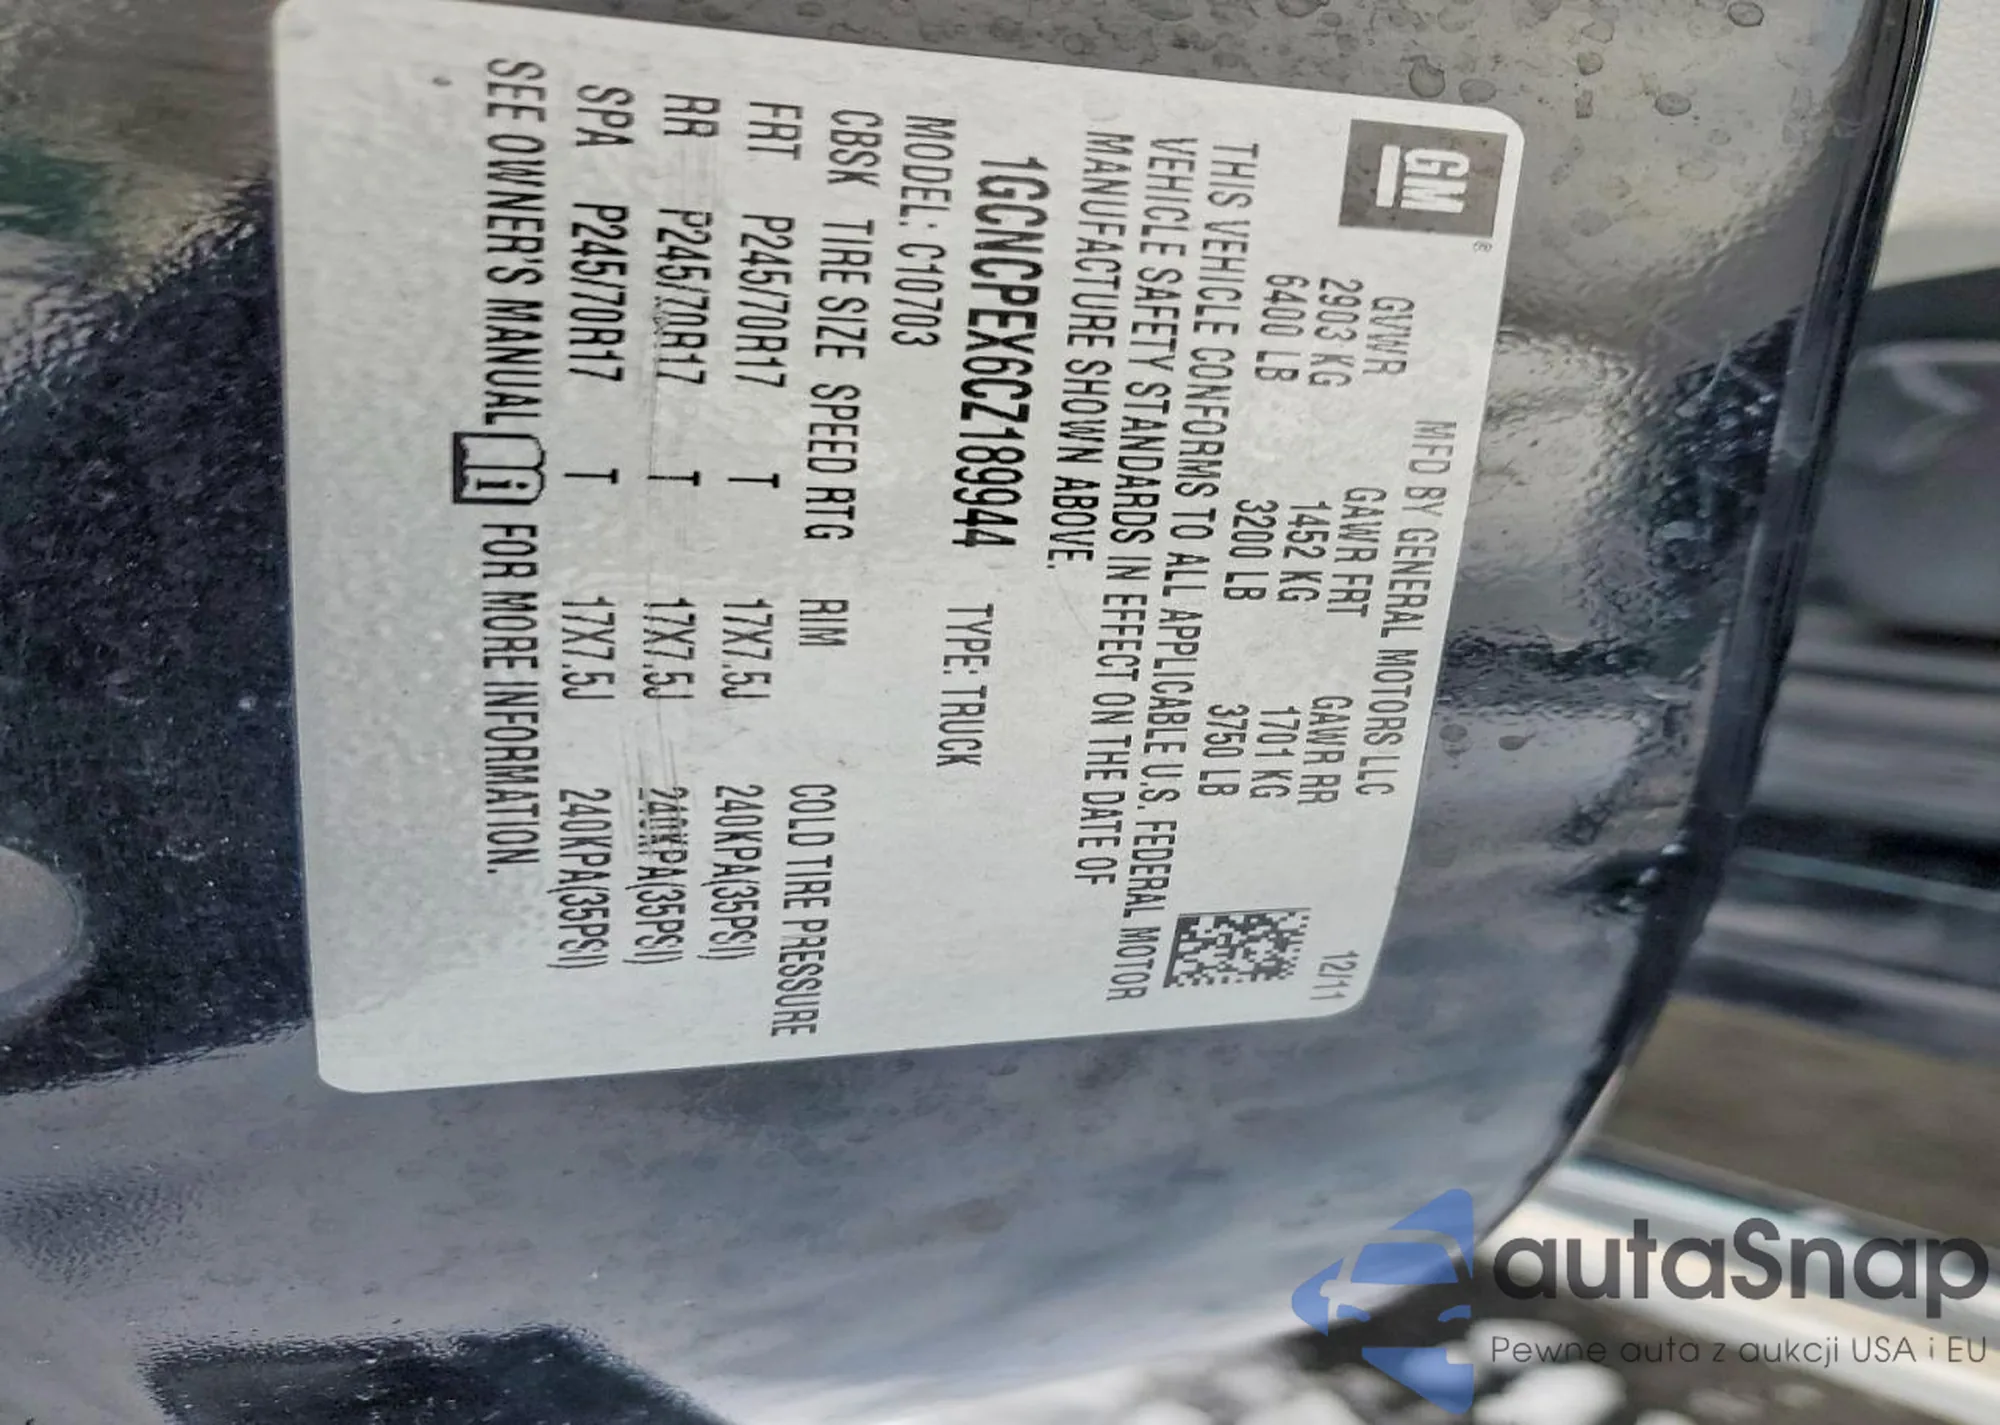 GM®
MFD BY GENERAL MOTORS LLC
12/11
GVWR GAWR FRT GAWR RR
2903 KG 1452 KG 1701 KG
6400 LB 3200 LB 3750 LB
THIS VEHICLE CONFORMS TO ALL APPLICABLE U.S. FEDERAL MOTOR
VEHICLE SAFETY STANDARDS IN EFFECT ON THE DATE OF
MANUFACTURE SHOWN ABOVE.
1GCNCPEX6CZ189944 TYPE: TRUCK
MODEL: C10703
CBSK TIRE SIZE SPEED RTG RIM COLD TIRE PRESSURE
FRT P245/70R17 T 17X7.5J 240KPA(35PSI)
RR P245/70R17 T 17X7.5J 240KPA(35PSI)
SPA P245/70R17 T 17X7.5J 240KPA(35PSI)
SEE OWNER'S MANUAL i FOR MORE INFORMATION.
autaSnap
Pewne auta z aukcji USA i EU